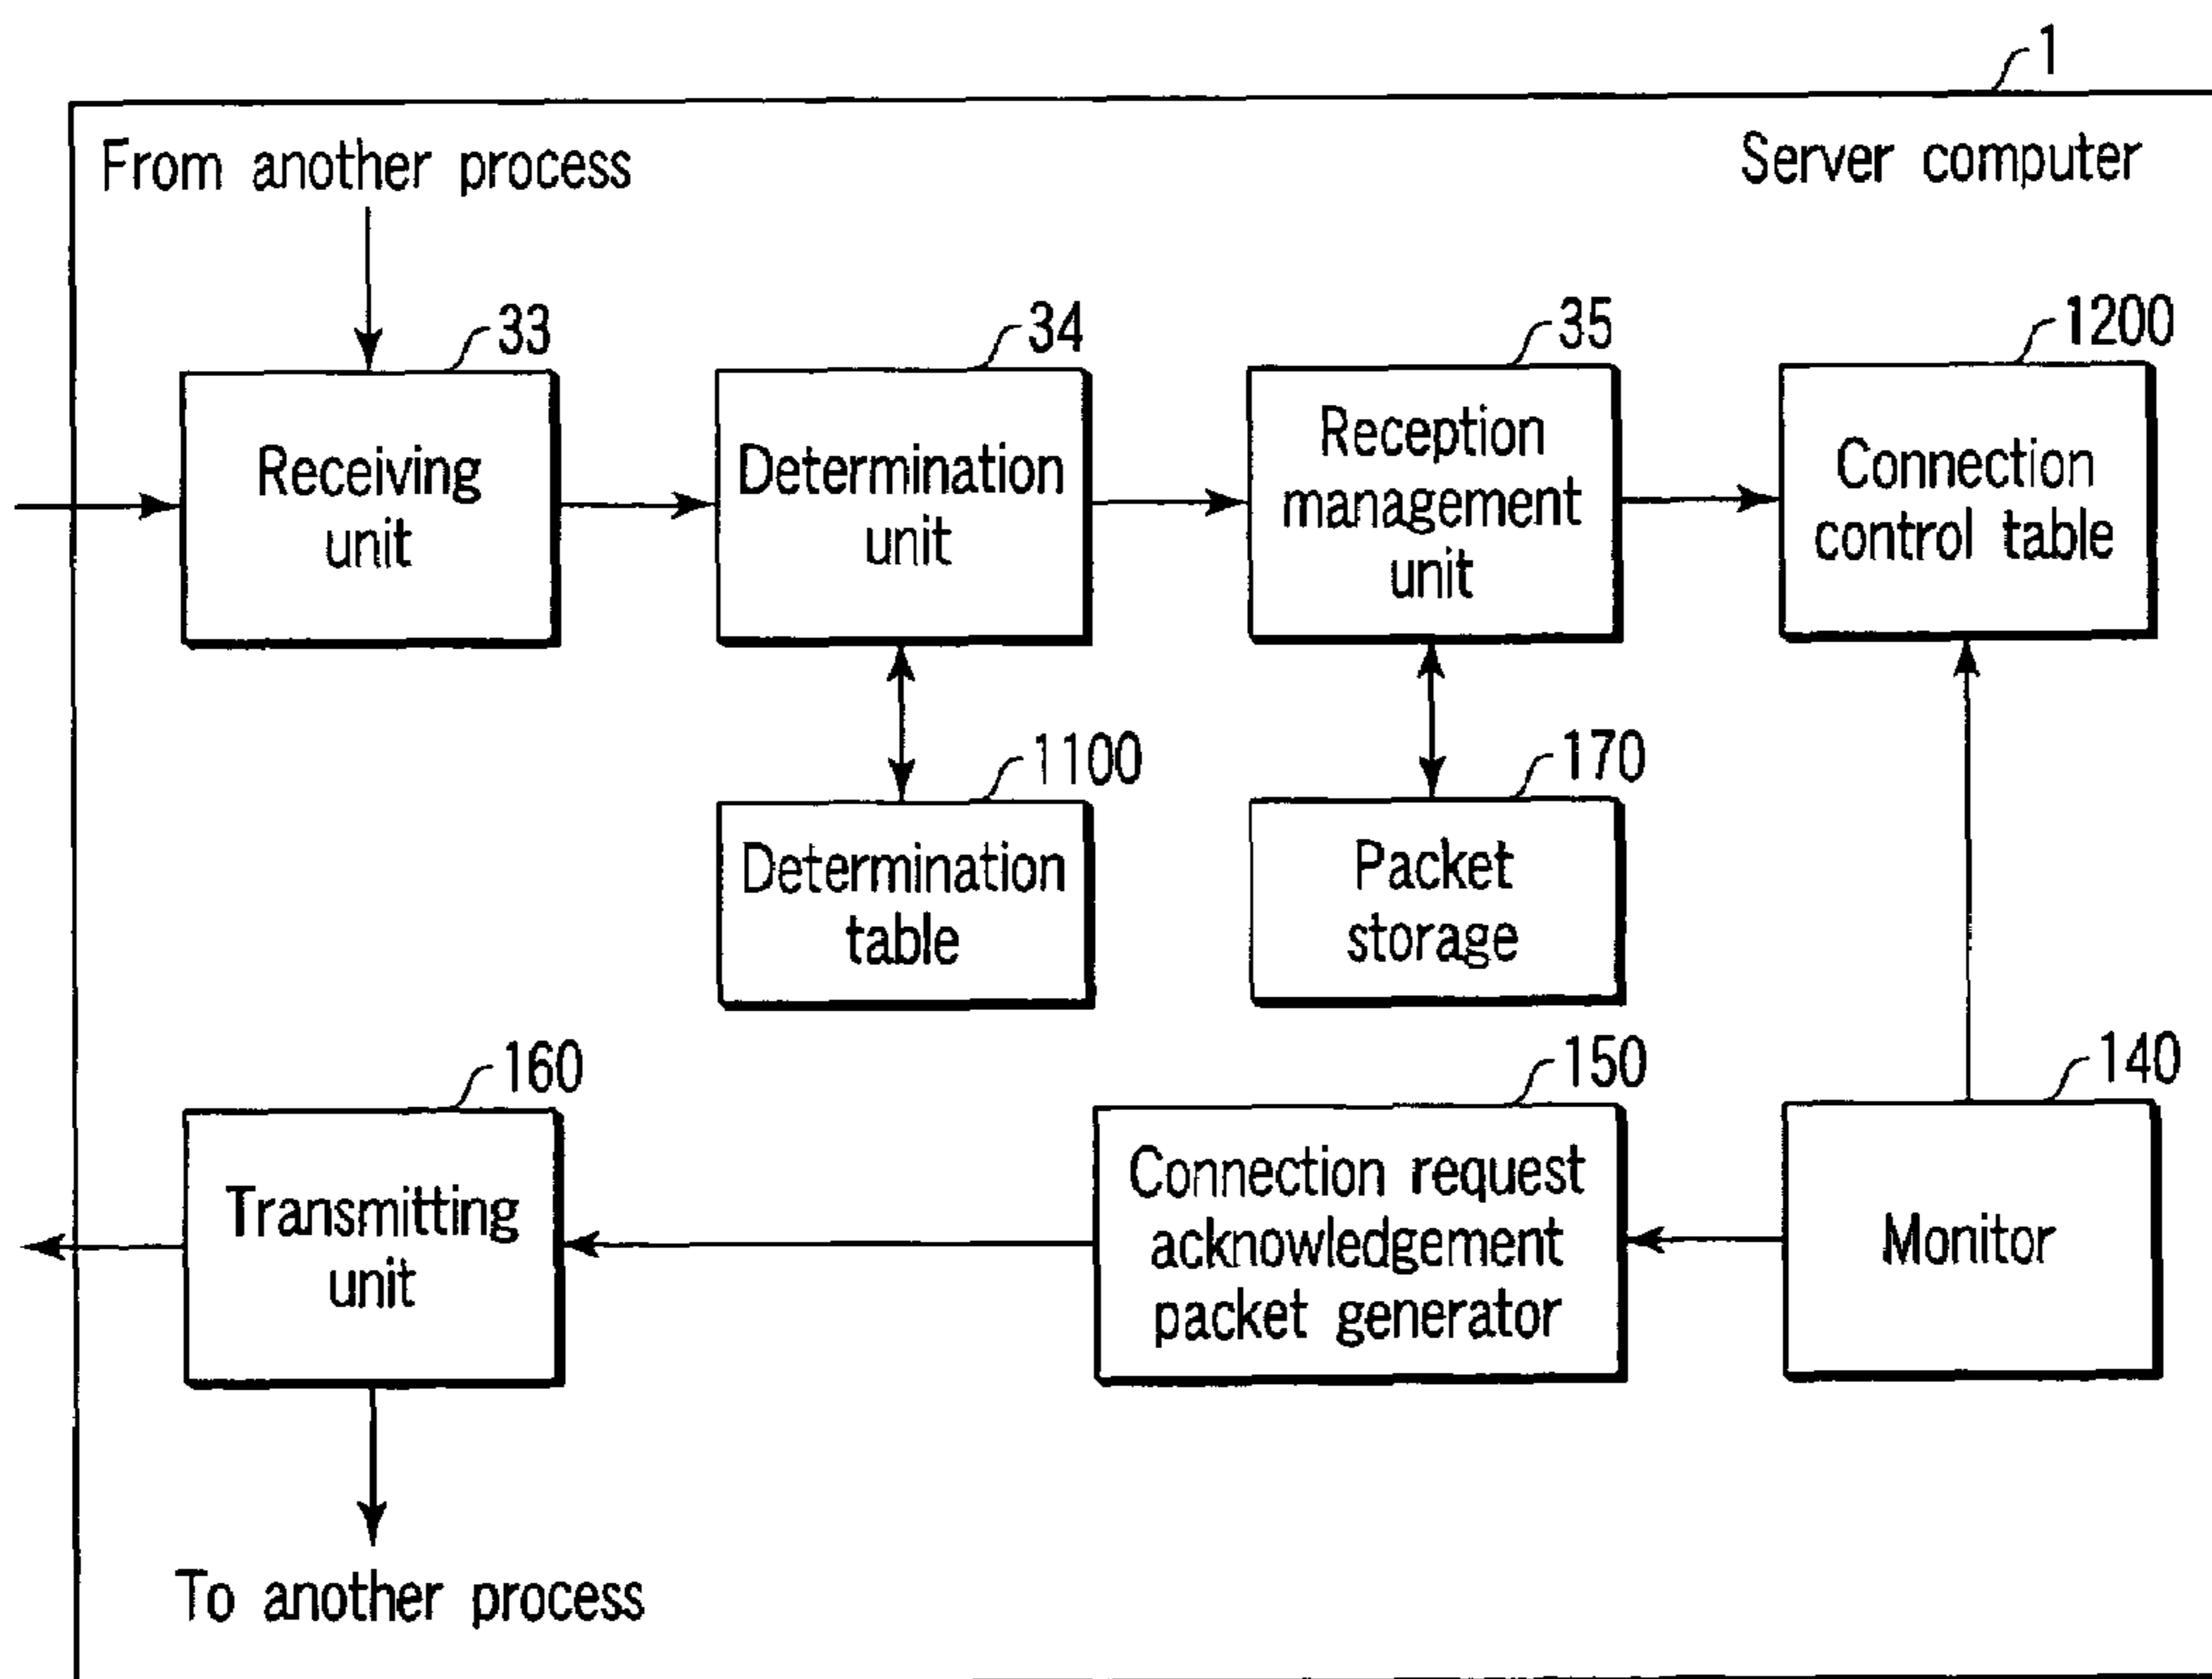 1
From another process
Server computer
33
34
35
1200
Receiving
unit
Determination
unit
Reception
management
unit
Connection
control table
1100
170
Determination
table
Packet
storage
160
150
140
Transmitting
unit
Connection request
acknowledgement
packet generator
Monitor
To another process